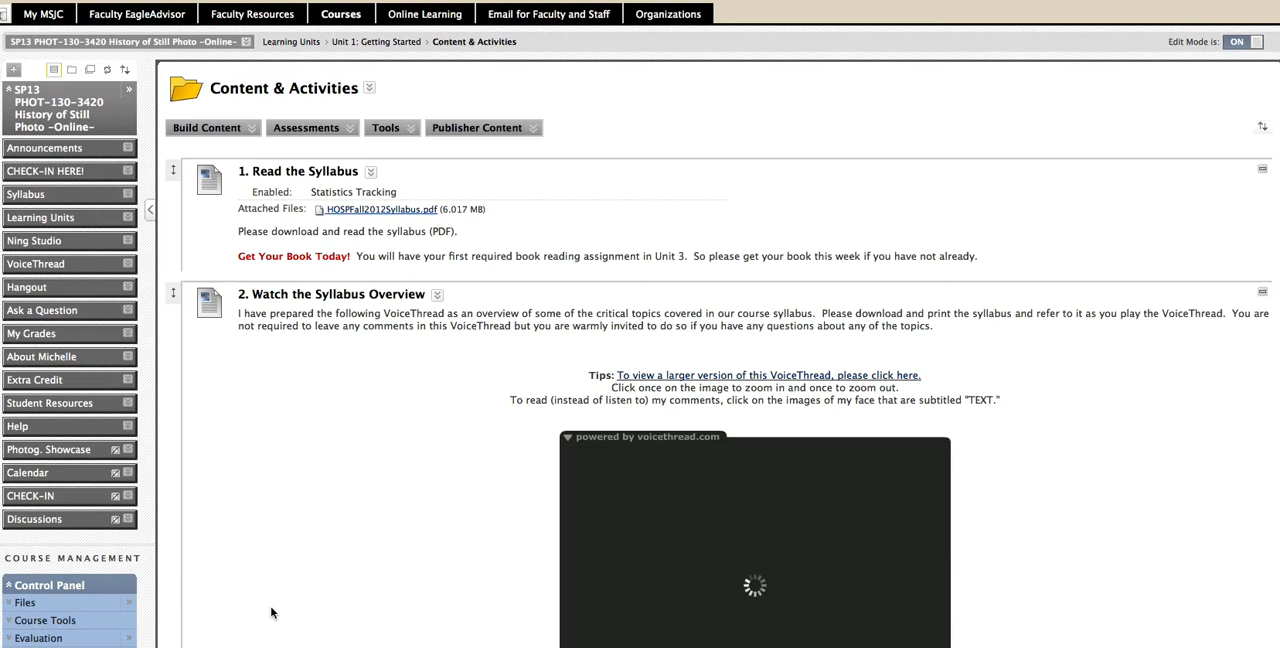 My MSJC Faculty EagleAdvisor Faculty Resources Courses Online Learning Email for Faculty and Staff Organizations
SP13 PHOT-130-3420 History of Still Photo -Online- Learning Units › Unit 1: Getting Started › Content & Activities Edit Mode is: ON
SP13
PHOT-130-3420
History of Still
Photo -Online-
Announcements
CHECK-IN HERE!
Syllabus
Learning Units
Ning Studio
VoiceThread
Hangout
Ask a Question
My Grades
About Michelle
Extra Credit
Student Resources
Help
Photog. Showcase
Calendar
CHECK-IN
Discussions
COURSE MANAGEMENT
Control Panel
Files
Course Tools
Evaluation
Content & Activities
Build Content Assessments Tools Publisher Content
1. Read the Syllabus
Enabled: Statistics Tracking
Attached Files: HOSPFall2012Syllabus.pdf (6.017 MB)
Please download and read the syllabus (PDF).
Get Your Book Today! You will have your first required book reading assignment in Unit 3. So please get your book this week if you have not already.
2. Watch the Syllabus Overview
I have prepared the following VoiceThread as an overview of some of the critical topics covered in our course syllabus. Please download and print the syllabus and refer to it as you play the VoiceThread. You are
not required to leave any comments in this VoiceThread but you are warmly invited to do so if you have any questions about any of the topics.
Tips: To view a larger version of this VoiceThread, please click here.
Click once on the image to zoom in and once to zoom out.
To read (instead of listen to) my comments, click on the images of my face that are subtitled "TEXT."
powered by voicethread.com